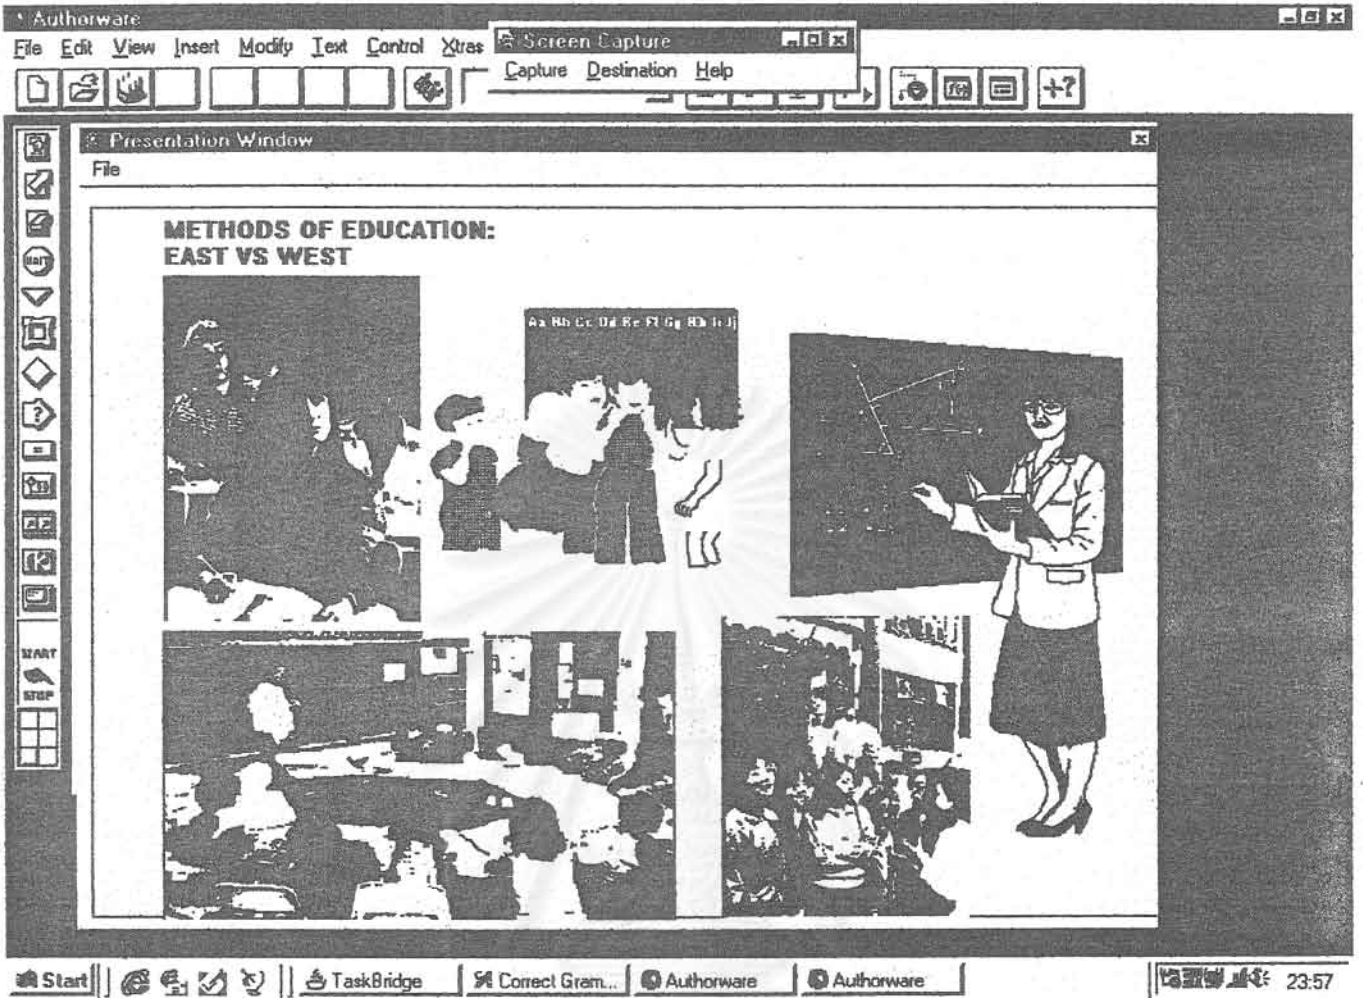 Authorware
File Edit View Insert Modify Text Control Xtras
Screen Capture
Capture Destination Help
Presentation Window
File
METHODS OF EDUCATION:
EAST VS WEST
Aa Bb Cc Dd Ee Ff Gg Hh Ii Jj
WAIT
START
STOP
Start
TaskBridge
Correct Gram...
Authorware
Authorware
23:57